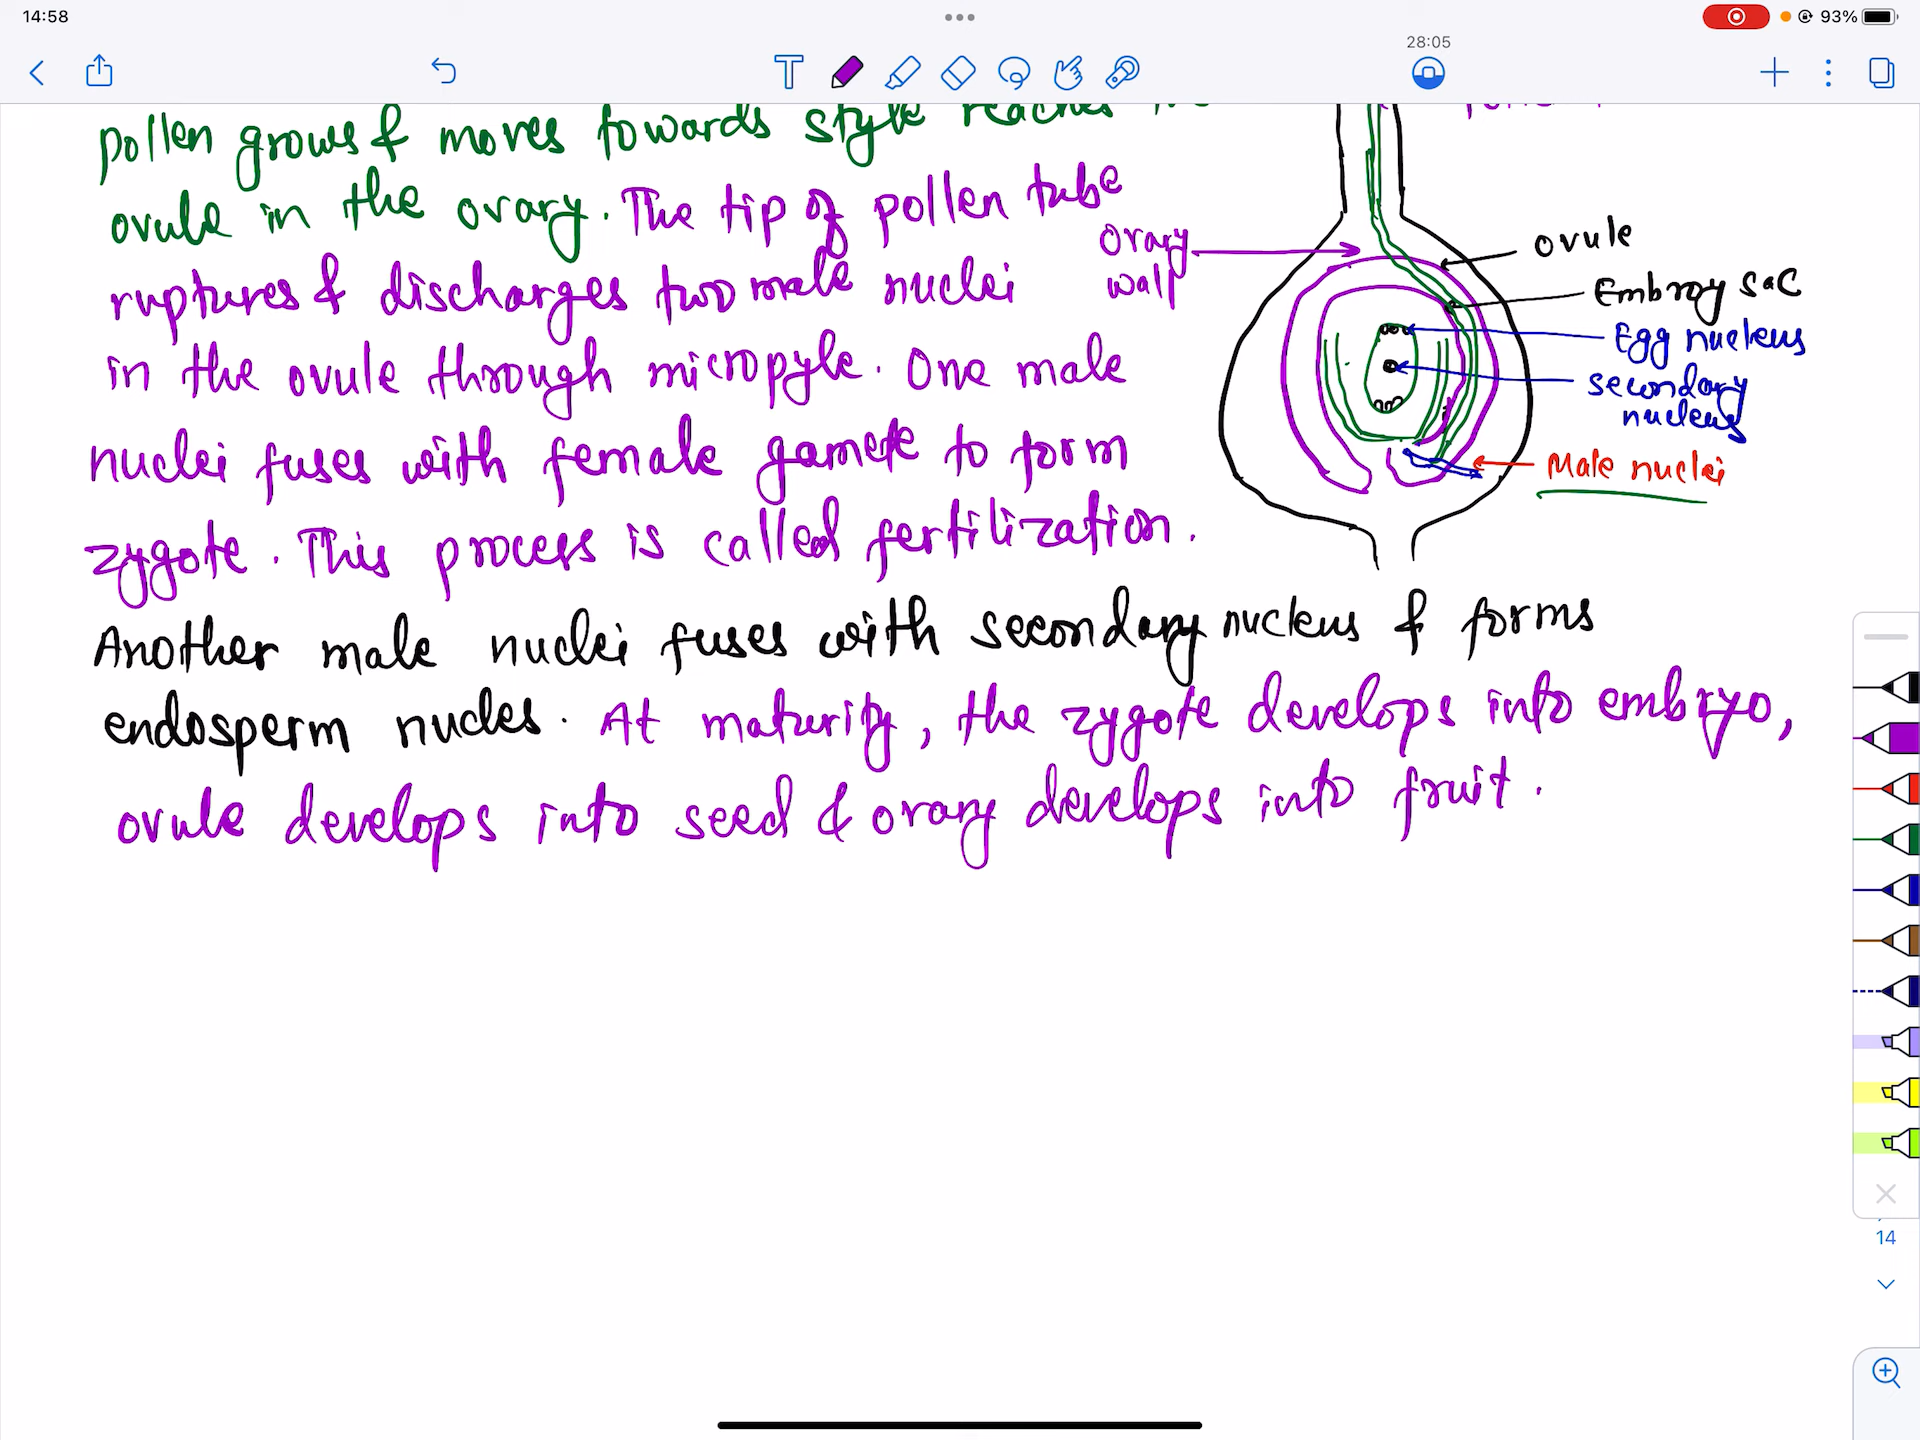 14:58
93%
28:05
pollen grows & moves towards style reaches
ovule in the ovary. The tip of pollen tube
ruptures & discharges two male nuclei
in the ovule through micropyle. One male
nuclei fuses with female gamete to form
zygote. This process is called fertilization.
Another male nuclei fuses with secondary nucleus & forms
endosperm nucles. At maturity, the zygote develops into embryo,
ovule develops into seed & ovary develops into fruit.
Ovary
wall
ovule
Embroy sac
Egg nucleus
secondary
nucleus
Male nuclei
14